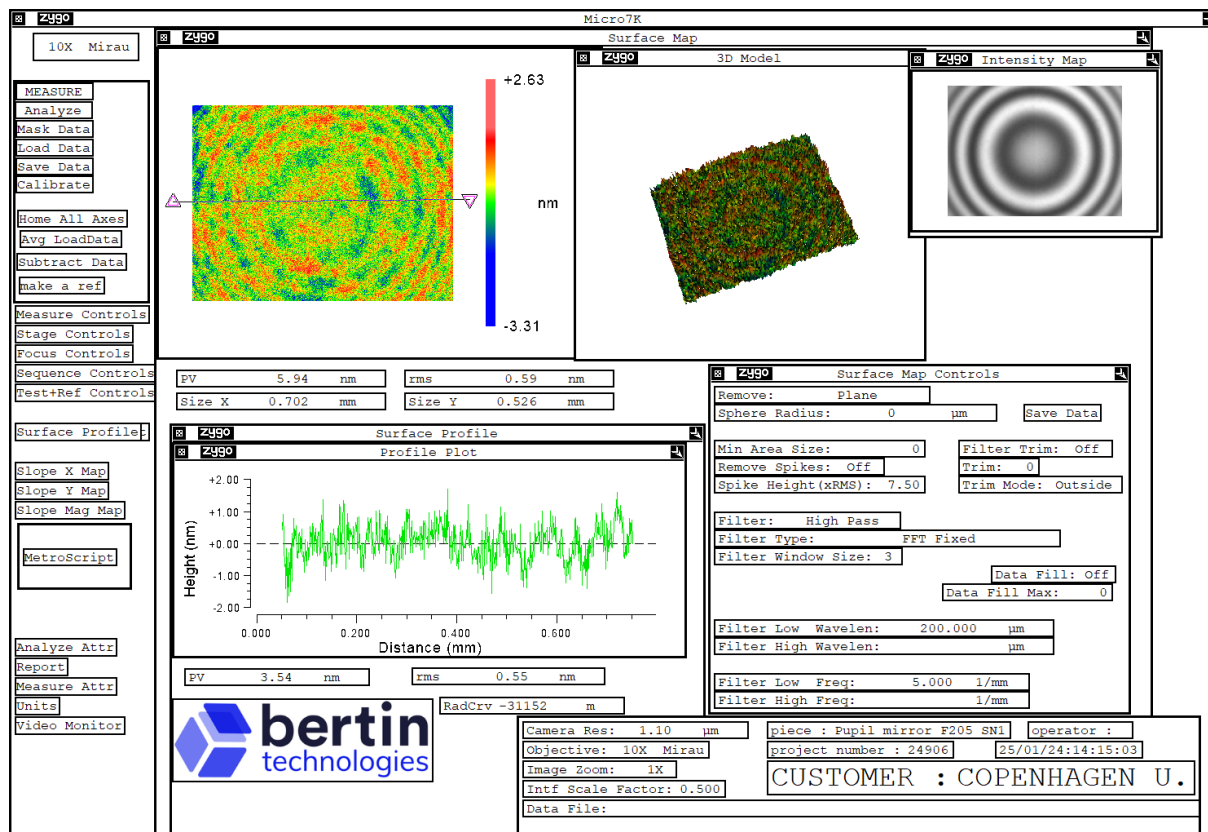 zygo Micro7K
10X Mirau
MEASURE
Analyze
Mask Data
Load Data
Save Data
Calibrate
Home All Axes
Avg LoadData
Subtract Data
make a ref
Measure Controls
Stage Controls
Focus Controls
Sequence Controls
Test+Ref Controls
Surface Profile
Slope X Map
Slope Y Map
Slope Mag Map
MetroScript
Analyze Attr
Report
Measure Attr
Units
Video Monitor
zygo Surface Map
+2.63
nm
-3.31
zygo 3D Model
zygo Intensity Map
PV 5.94 nm
rms 0.59 nm
Size X 0.702 mm
Size Y 0.526 mm
zygo Surface Profile
zygo Profile Plot
+2.00
+1.00
+0.00
-1.00
-2.00
Height (nm)
0.000 0.200 0.400 0.600
Distance (mm)
PV 3.54 nm
rms 0.55 nm
RadCrv -31152 m
bertin
technologies
zygo Surface Map Controls
Remove: Plane
Sphere Radius: 0 µm
Save Data
Min Area Size: 0
Filter Trim: Off
Remove Spikes: Off
Trim: 0
Spike Height(xRMS): 7.50
Trim Mode: Outside
Filter: High Pass
Filter Type: FFT Fixed
Filter Window Size: 3
Data Fill: Off
Data Fill Max: 0
Filter Low Wavelen: 200.000 µm
Filter High Wavelen: µm
Filter Low Freq: 5.000 1/mm
Filter High Freq: 1/mm
Camera Res: 1.10 µm
piece : Pupil mirror F205 SN1
operator :
Objective: 10X Mirau
project number : 24906
25/01/24:14:15:03
Image Zoom: 1X
CUSTOMER : COPENHAGEN U.
Intf Scale Factor: 0.500
Data File: